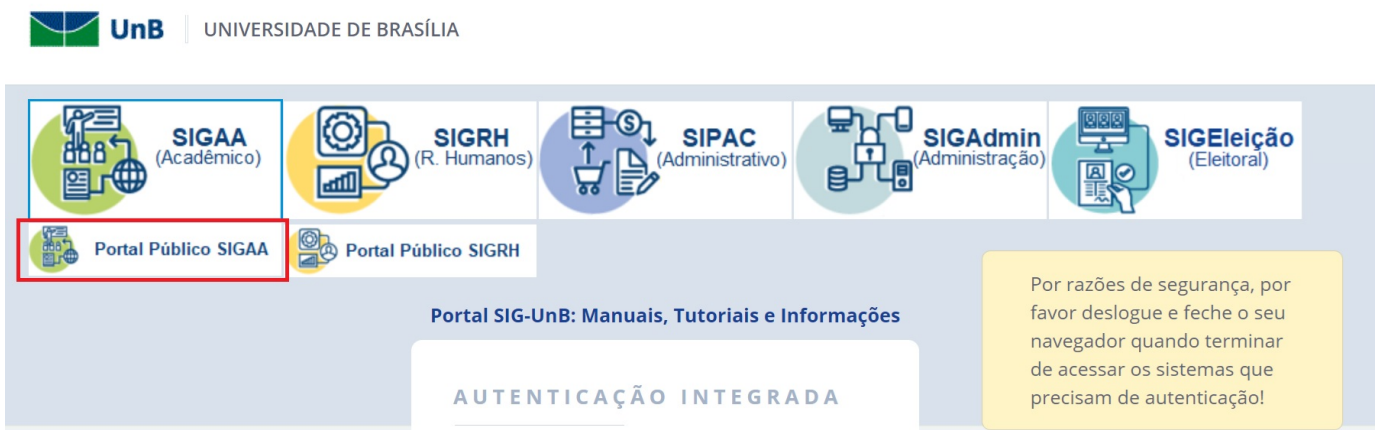 UnB UNIVERSIDADE DE BRASÍLIA
SIGAA
(Acadêmico)
SIGRH
(R. Humanos)
SIPAC
(Administrativo)
SIGAdmin
(Administração)
SIGEleição
(Eleitoral)
Portal Público SIGAA
Portal Público SIGRH
Portal SIG-UnB: Manuais, Tutoriais e Informações
AUTENTICAÇÃO INTEGRADA
Por razões de segurança, por
favor deslogue e feche o seu
navegador quando terminar
de acessar os sistemas que
precisam de autenticação!